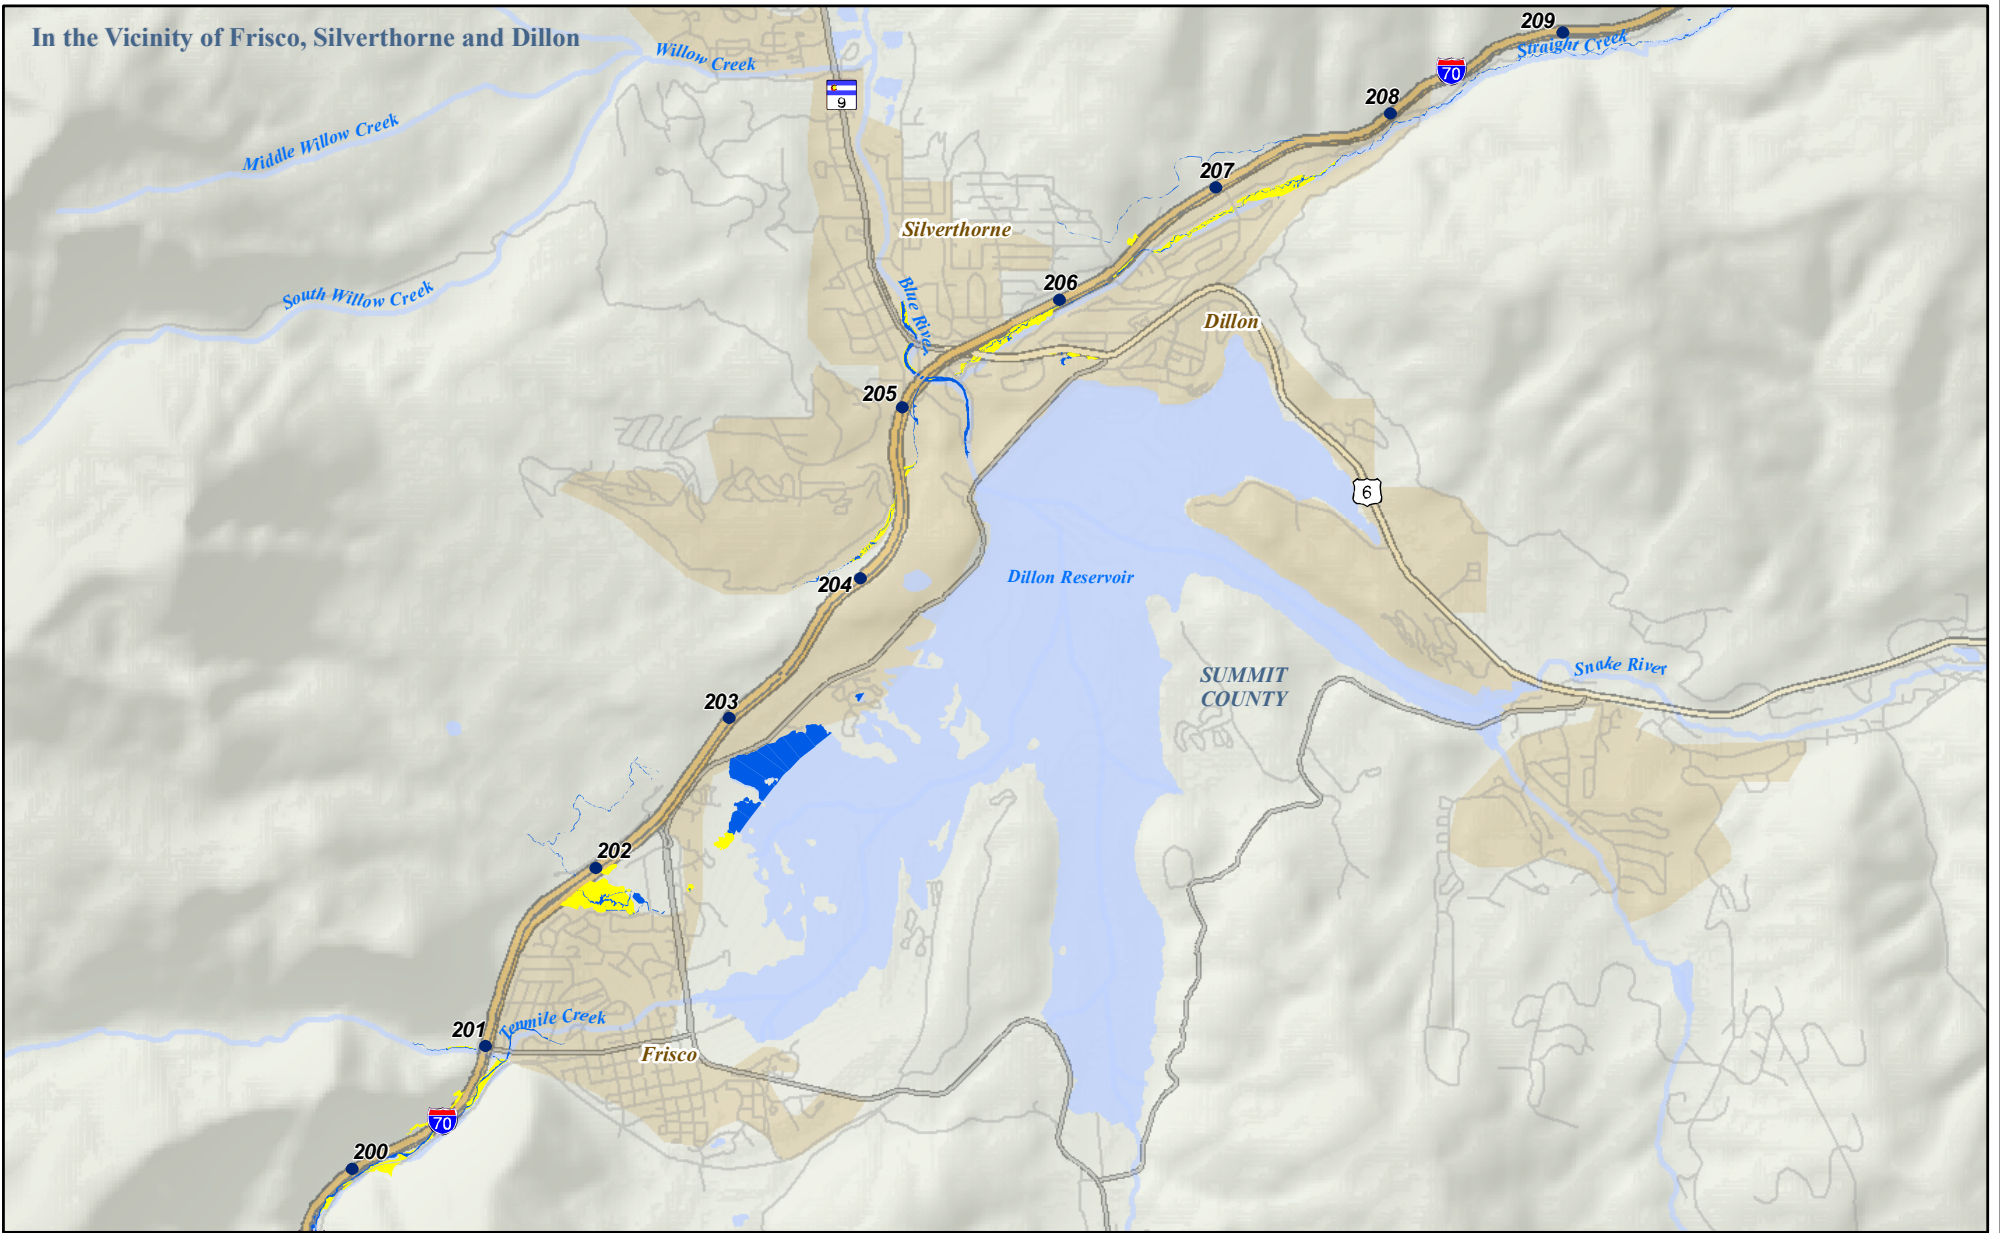 In the Vicinity of Frisco, Silverthorne and Dillon
209
Willow Creek
Straight Creek
70
9
208
Middle Willow Creek
207
Silverthorne
206
South Willow Creek
Blue River
Dillon
205
6
204
Dillon Reservoir
Snake River
SUMMIT
COUNTY
203
202
Tenmile Creek
201
Frisco
70
200